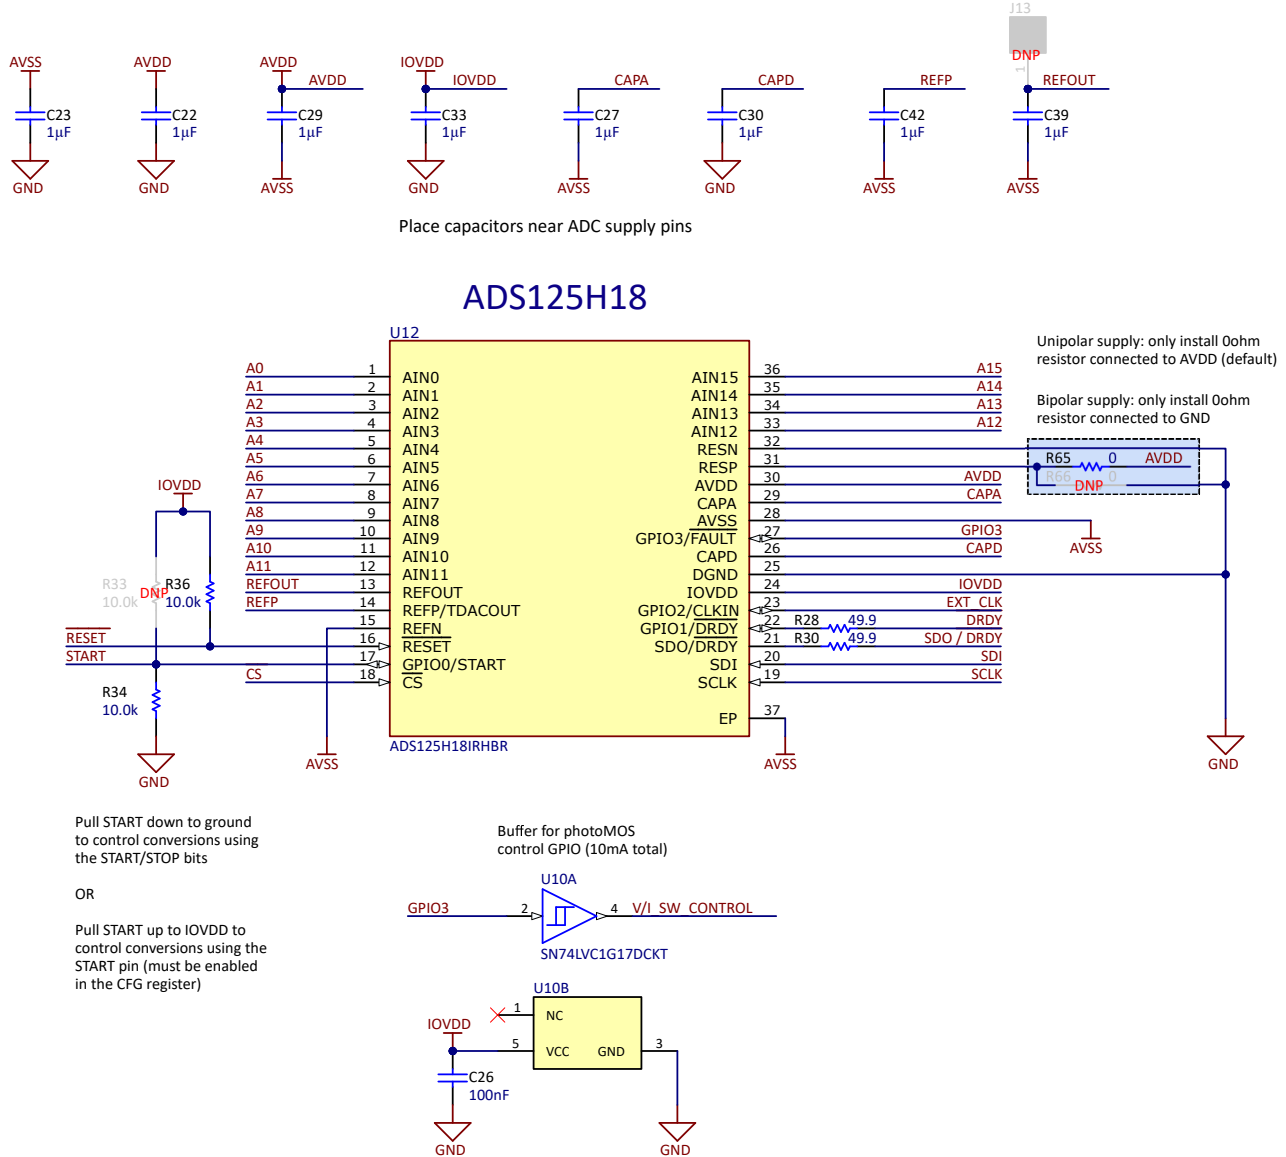 J13
AVSS AVDD AVDD IOVDD DNP
AVDD IOVDD CAPA CAPD REFP 1 REFOUT
C23 C22 C29 C33 C27 C30 C42 C39
1µF 1µF 1µF 1µF 1µF 1µF 1µF 1µF
GND GND AVSS GND AVSS GND AVSS AVSS
Place capacitors near ADC supply pins
ADS125H18
U12
Unipolar supply: only install 0ohm
resistor connected to AVDD (default)
Bipolar supply: only install 0ohm
resistor connected to GND
A0 1 AIN0 AIN15 36 A15
A1 2 AIN1 AIN14 35 A14
A2 3 AIN2 AIN13 34 A13
A3 4 AIN3 AIN12 33 A12
A4 5 AIN4 RESN 32
A5 6 AIN5 RESP 31 R65 0 AVDD
A6 7 AIN6 AVDD 30 AVDD R66 0
DNP
A7 8 AIN7 CAPA 29 CAPA
A8 9 AIN8 AVSS 28 AVSS
A9 10 AIN9 GPIO3/FAULT 27 GPIO3
A10 11 AIN10 CAPD 26 CAPD
A11 12 AIN11 DGND 25
REFOUT 13 REFOUT IOVDD 24 IOVDD
REFP 14 REFP/TDACOUT GPIO2/CLKIN 23 EXT_CLK
15 REFN GPIO1/DRDY 22 R28 49.9 DRDY
RESET 16 RESET SDO/DRDY 21 R30 49.9 SDO / DRDY
START 17 GPIO0/START SDI 20 SDI
CS 18 CS SCLK 19 SCLK
EP 37
IOVDD
R33 DNP R36
10.0k 10.0k
R34
10.0k
GND AVSS ADS125H18IRHBR AVSS GND
Pull START down to ground
to control conversions using
the START/STOP bits
OR
Pull START up to IOVDD to
control conversions using the
START pin (must be enabled
in the CFG register)
Buffer for photoMOS
control GPIO (10mA total)
U10A
GPIO3 2 4 V/I_SW_CONTROL
SN74LVC1G17DCKT
U10B
1 NC
IOVDD
5 VCC GND 3
C26
100nF
GND GND